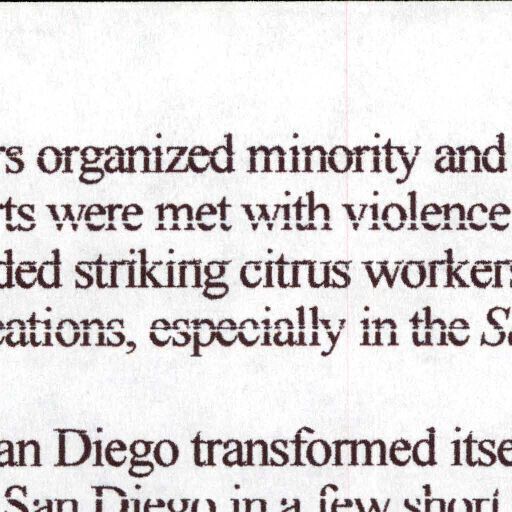 rs organized minority and
rts were met with violence
ded striking citrus workers
cations, especially in the Sa
an Diego transformed itse
San Diego in a few short